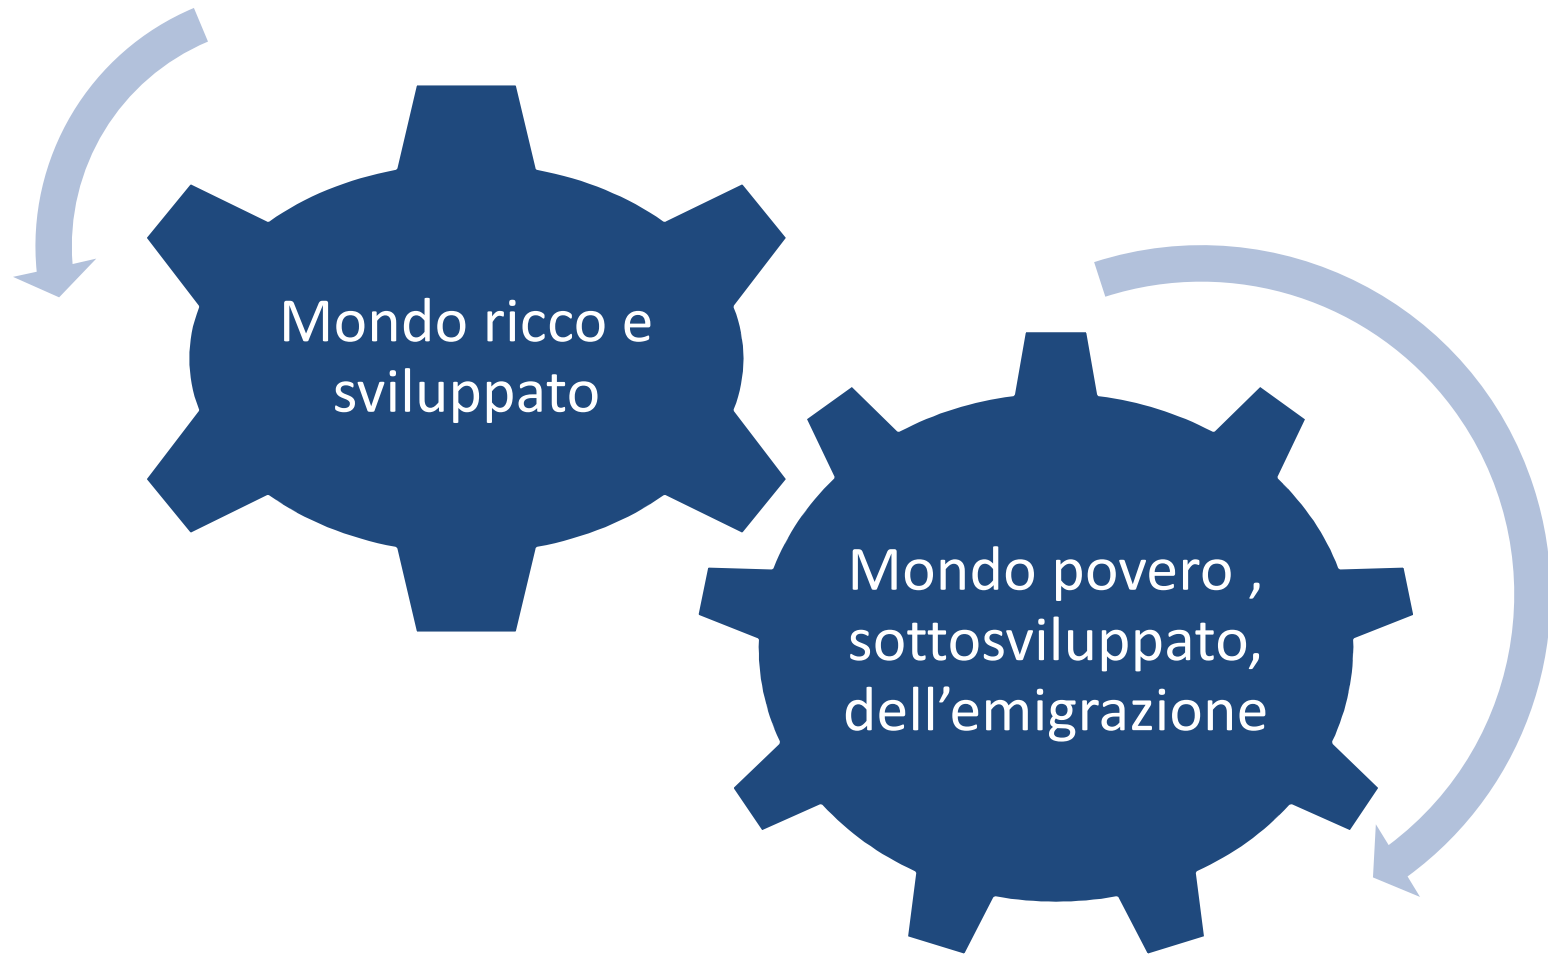 Mondo ricco e
sviluppato
Mondo povero ,
sottosviluppato,
dell’emigrazione